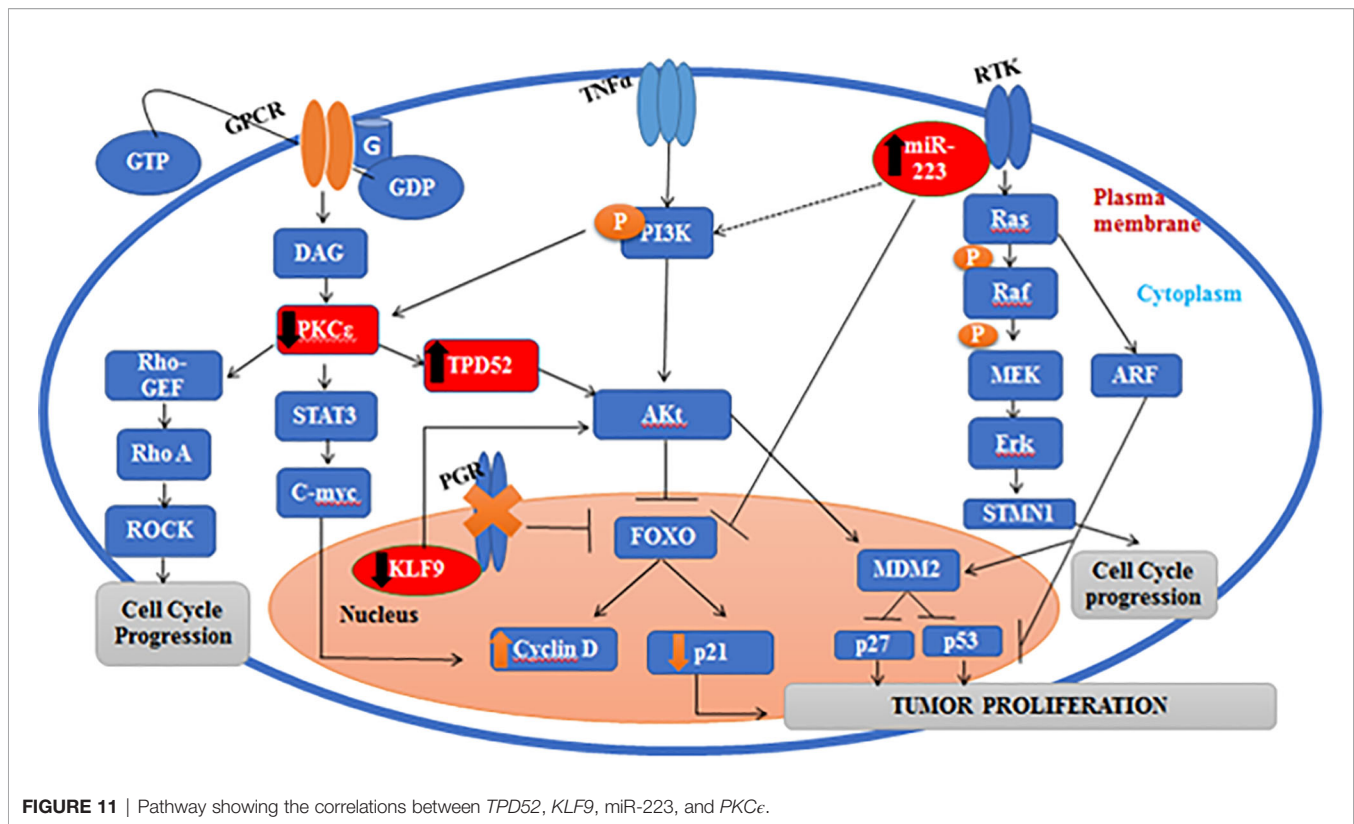 GPCR
TNFα
RTK
GTP
G
GDP
miR-
223
Plasma
membrane
P
PI3K
Ras
DAG
P
Raf
Cytoplasm
PKCε
P
Rho-
GEF
TPD52
MEK
ARF
STAT3
AKt
Rho A
Erk
C-myc
PGR
STMN1
ROCK
FOXO
KLF9
MDM2
Cell Cycle
progression
Cell Cycle
Progression
Nucleus
Cyclin D
p21
p27
p53
TUMOR PROLIFERATION
FIGURE 11 | Pathway showing the correlations between TPD52, KLF9, miR-223, and PKCϵ.